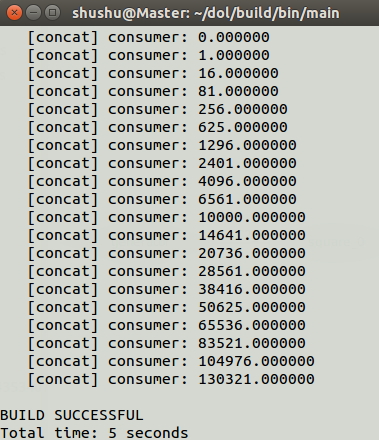 shushu@Master: ~/dol/build/bin/main
[concat] consumer: 0.000000
[concat] consumer: 1.000000
[concat] consumer: 16.000000
[concat] consumer: 81.000000
[concat] consumer: 256.000000
[concat] consumer: 625.000000
[concat] consumer: 1296.000000
[concat] consumer: 2401.000000
[concat] consumer: 4096.000000
[concat] consumer: 6561.000000
[concat] consumer: 10000.000000
[concat] consumer: 14641.000000
[concat] consumer: 20736.000000
[concat] consumer: 28561.000000
[concat] consumer: 38416.000000
[concat] consumer: 50625.000000
[concat] consumer: 65536.000000
[concat] consumer: 83521.000000
[concat] consumer: 104976.000000
[concat] consumer: 130321.000000
BUILD SUCCESSFUL
Total time: 5 seconds